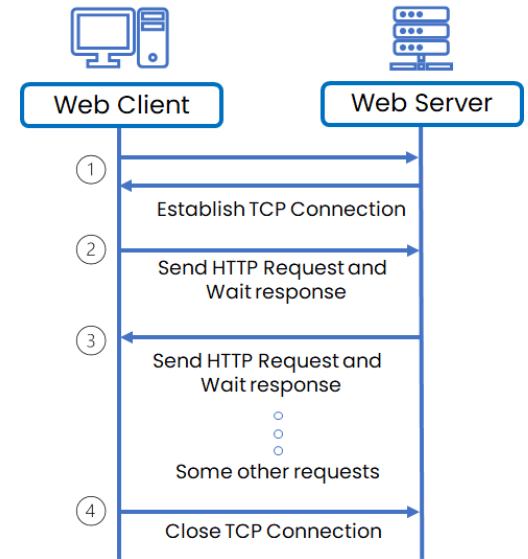 Web Client
Web Server
1
Establish TCP Connection
2
Send HTTP Request and
Wait response
3
Send HTTP Request and
Wait response
Some other requests
4
Close TCP Connection